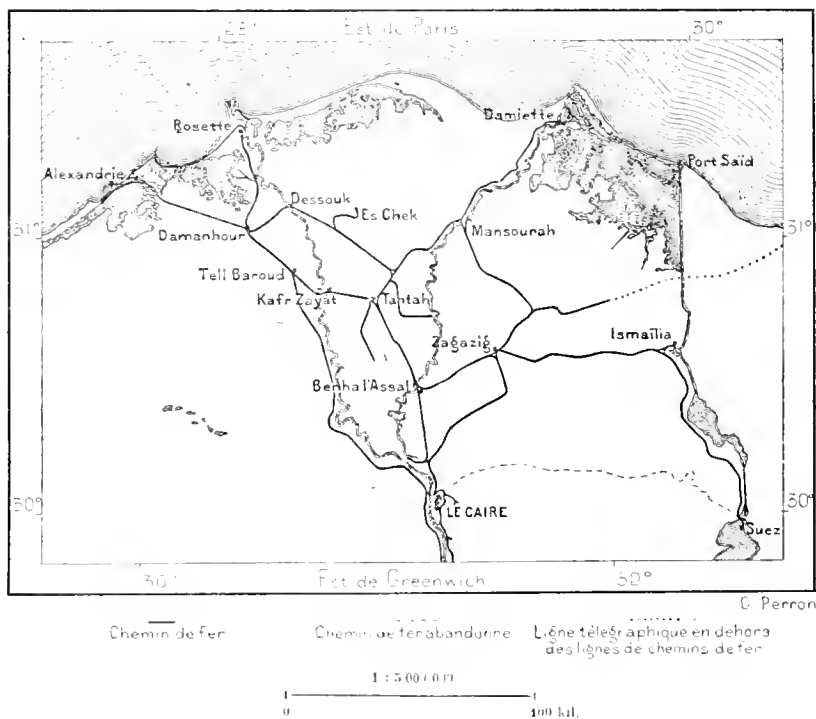 Est de Paris 30°
Rosette
Damiette
Alexandrie
Port Saïd
Dessouk
Es Chek
31° 31°
Damanhour
Mansourah
Tell Baroud
Kafr Zayat
Tantah
Zagazig
Ismaïlia
Benha l'Assal
30° 30°
LE CAIRE
Suez
30° Est de Greenwich 32°
C. Perron
Chemin de fer
Chemin de fer abandonné
Ligne télégraphique en dehors
des lignes de chemins de fer
0 100 kil.